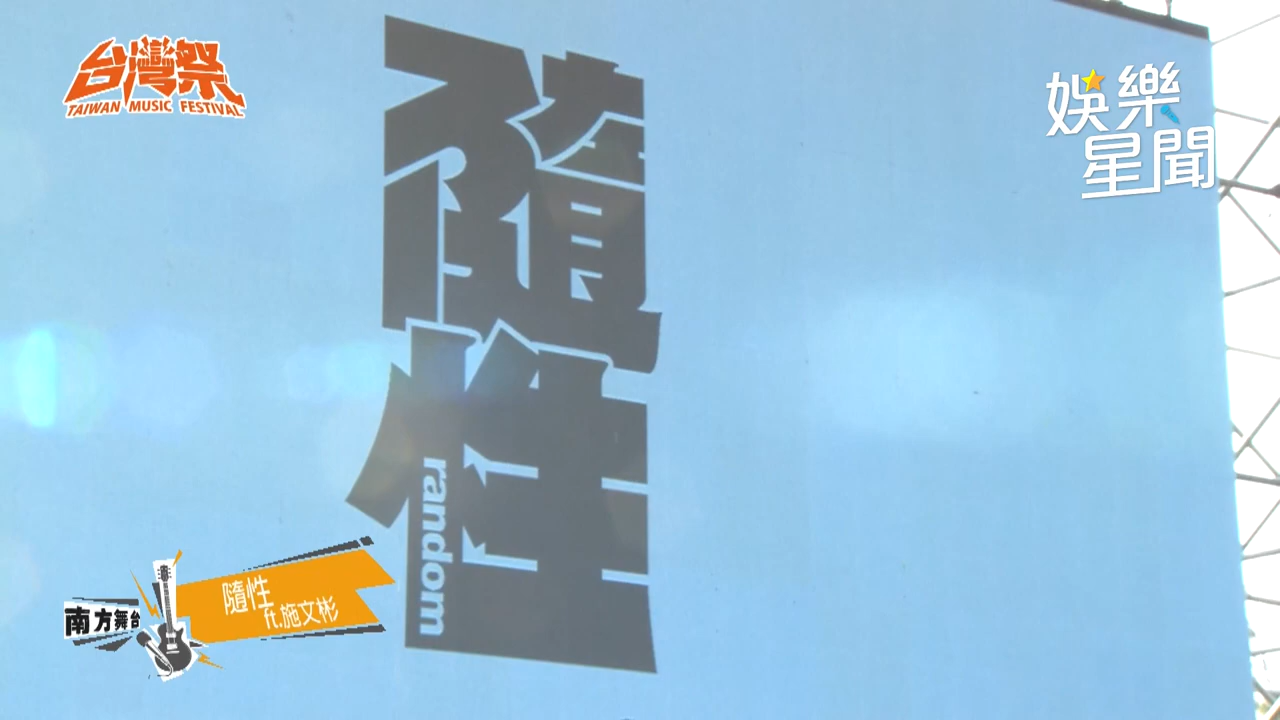 台灣祭
TAIWAN MUSIC FESTIVAL
娛樂
星聞
隨性
random
南方舞台
隨性
ft.施文彬